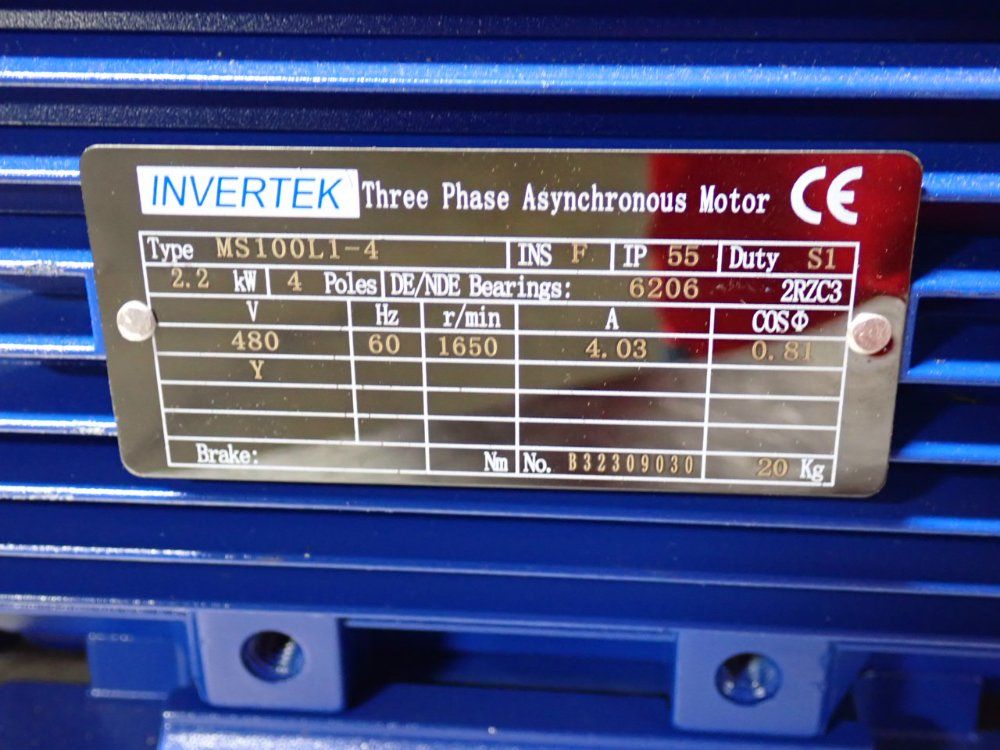 INVERTEK Three Phase Asynchronous Motor CE
Type MS100L1-4 INS F IP 55 Duty S1
2.2 kW 4 Poles DE/NDE Bearings: 6206 2RZC3
V Hz r/min A COSΦ
480 60 1650 4.03 0.81
Y
Brake: Nm No. B32309030 20 Kg